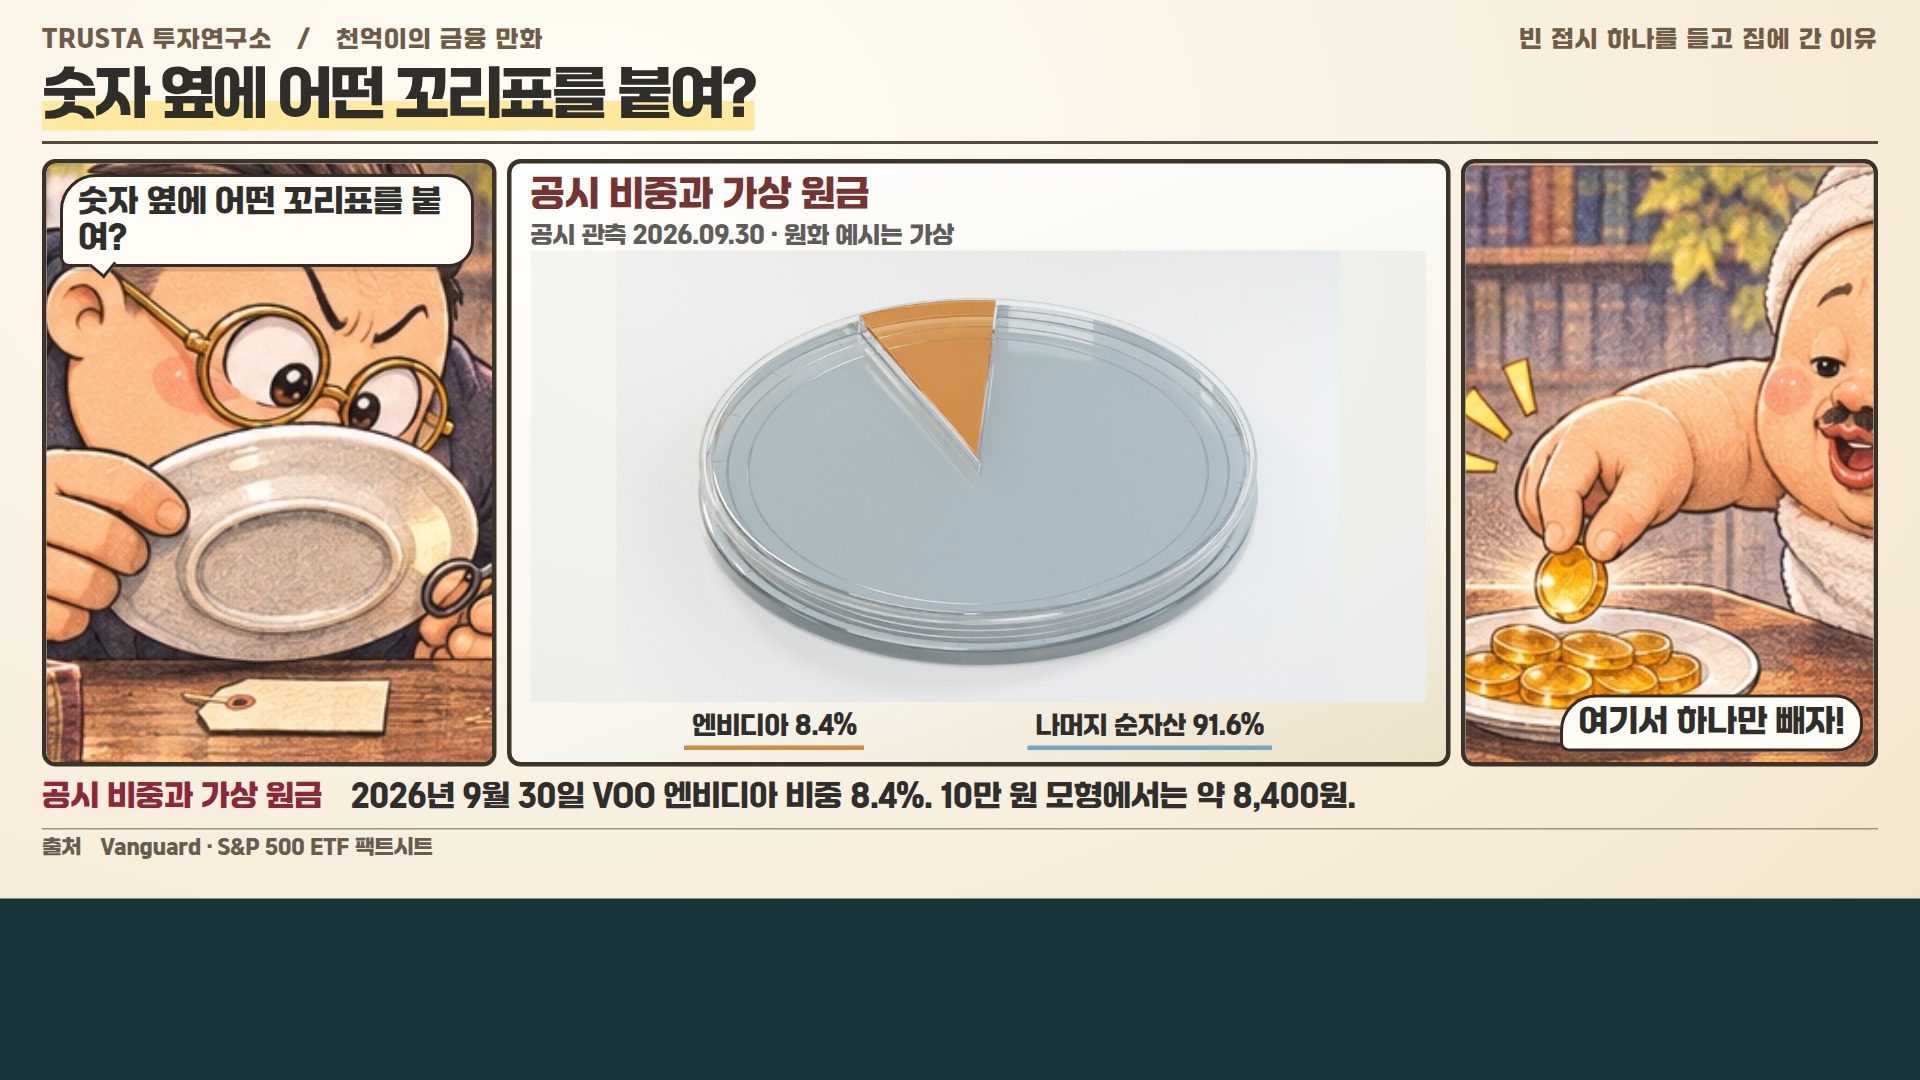 TRUSTA 투자연구소 / 천억이의 금융 만화
빈 접시 하나를 들고 집에 간 이유
숫자 옆에 어떤 꼬리표를 붙여?
숫자 옆에 어떤 꼬리표를 붙
여?
공시 비중과 가상 원금
공시 관측 2026.09.30 · 원화 예시는 가상
엔비디아 8.4%
나머지 순자산 91.6%
여기서 하나만 빼자!
공시 비중과 가상 원금 2026년 9월 30일 VOO 엔비디아 비중 8.4%. 10만 원 모형에서는 약 8,400원.
출처 Vanguard · S&P 500 ETF 팩트시트